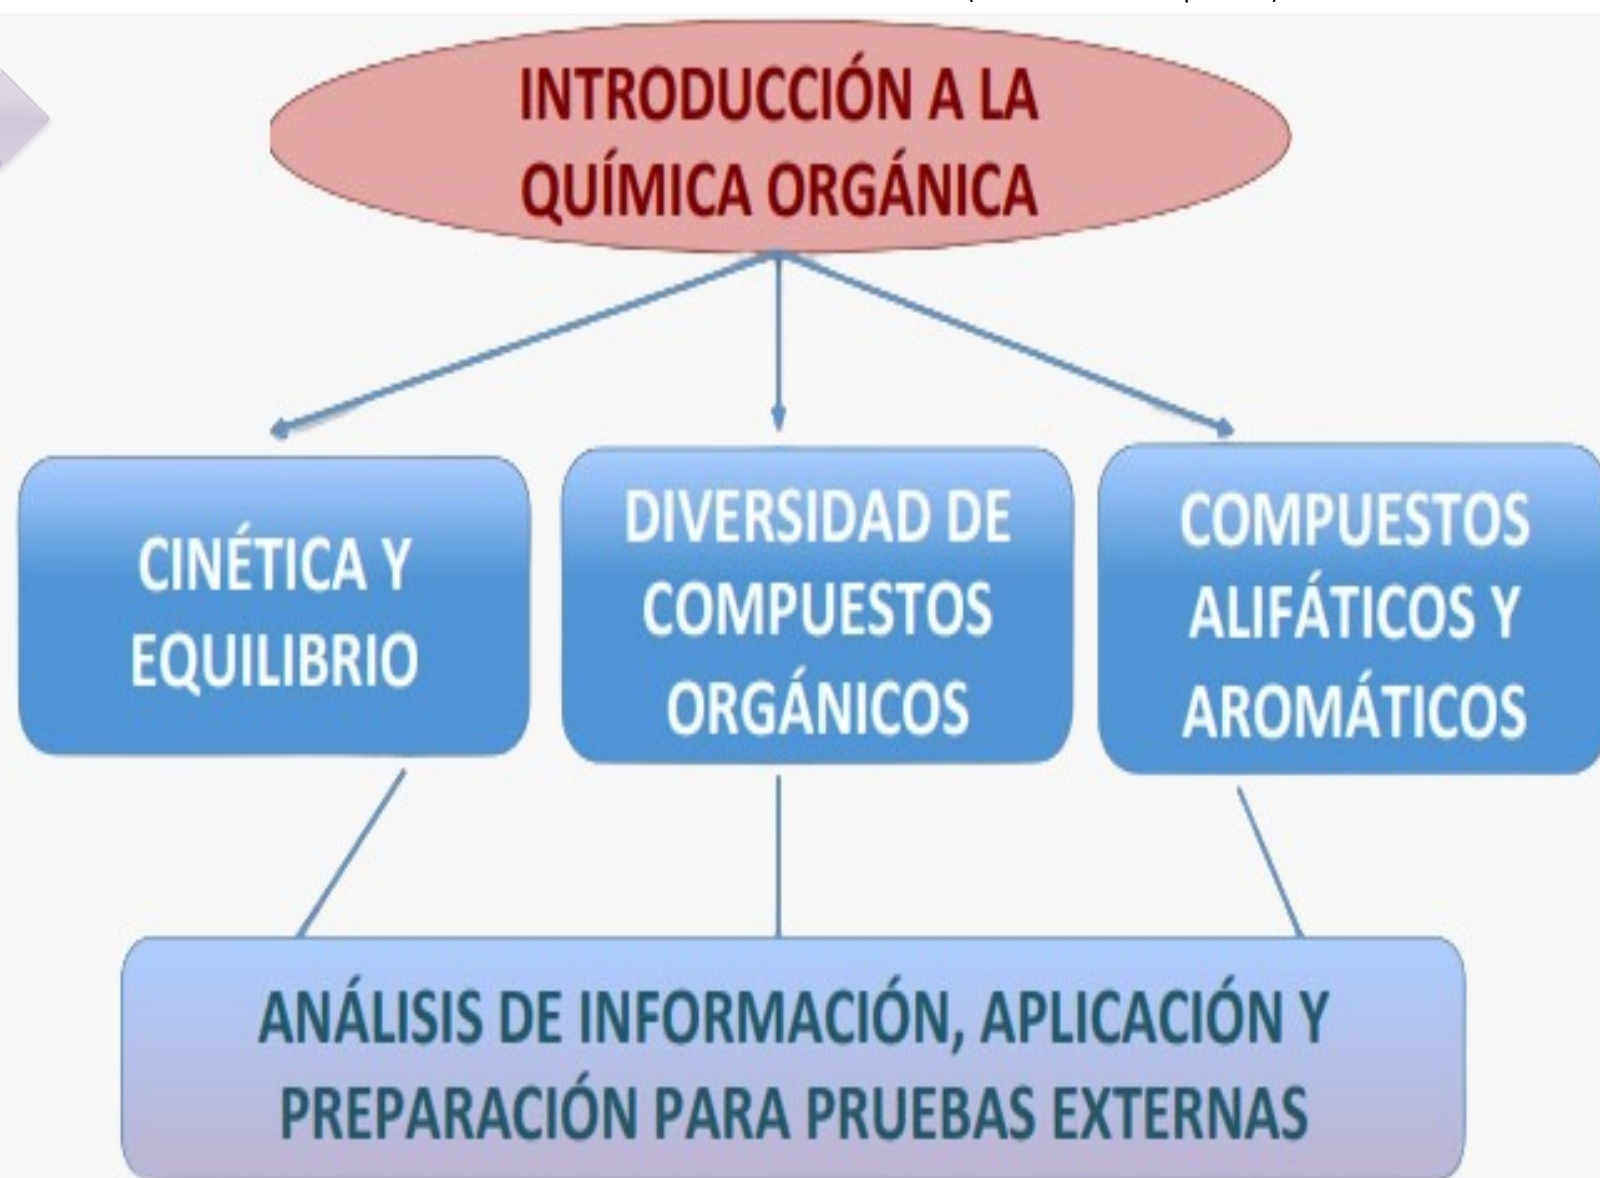 INTRODUCCIÓN A LA
QUÍMICA ORGÁNICA
CINÉTICA Y
EQUILIBRIO
DIVERSIDAD DE
COMPUESTOS
ORGÁNICOS
COMPUESTOS
ALIFÁTICOS Y
AROMÁTICOS
ANÁLISIS DE INFORMACIÓN, APLICACIÓN Y
PREPARACIÓN PARA PRUEBAS EXTERNAS